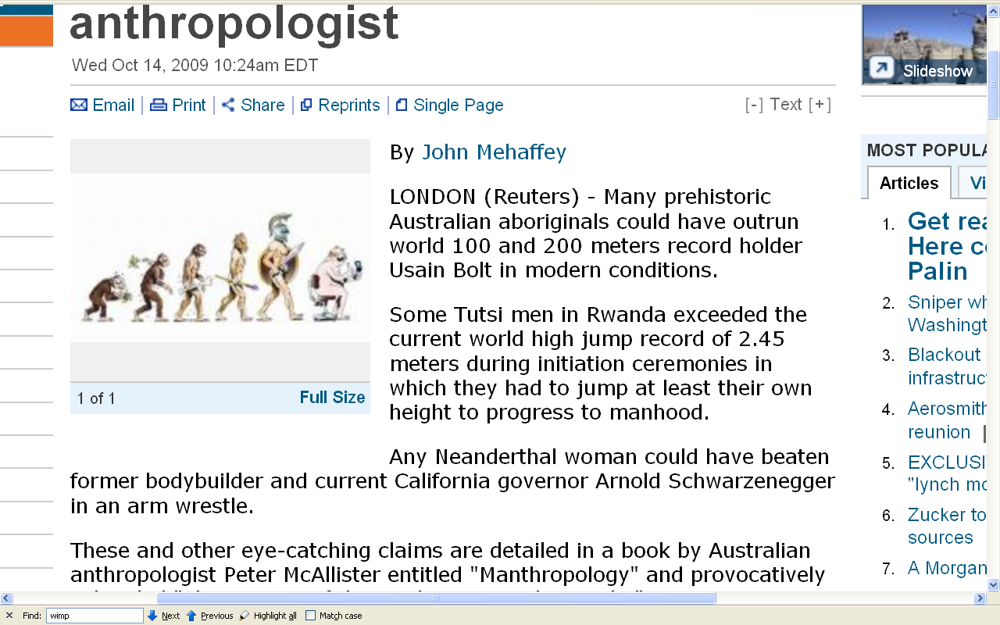 anthropologist
Wed Oct 14, 2009 10:24am EDT
Email | Print | Share | Reprints | Single Page
[-] Text [+]
1 of 1
Full Size
By John Mehaffey
LONDON (Reuters) - Many prehistoric
Australian aboriginals could have outrun
world 100 and 200 meters record holder
Usain Bolt in modern conditions.
Some Tutsi men in Rwanda exceeded the
current world high jump record of 2.45
meters during initiation ceremonies in
which they had to jump at least their own
height to progress to manhood.
Any Neanderthal woman could have beaten
former bodybuilder and current California governor Arnold Schwarzenegger
in an arm wrestle.
These and other eye-catching claims are detailed in a book by Australian
anthropologist Peter McAllister entitled "Manthropology" and provocatively
Slideshow
MOST POPULA
Articles
Vi
1. Get rea
Here co
Palin
2. Sniper wh
Washingt
3. Blackout
infrastruc
4. Aerosmith
reunion |
5. EXCLUSI
"lynch mo
6. Zucker to
sources
7. A Morgan
Find: wimp Next Previous Highlight all Match case